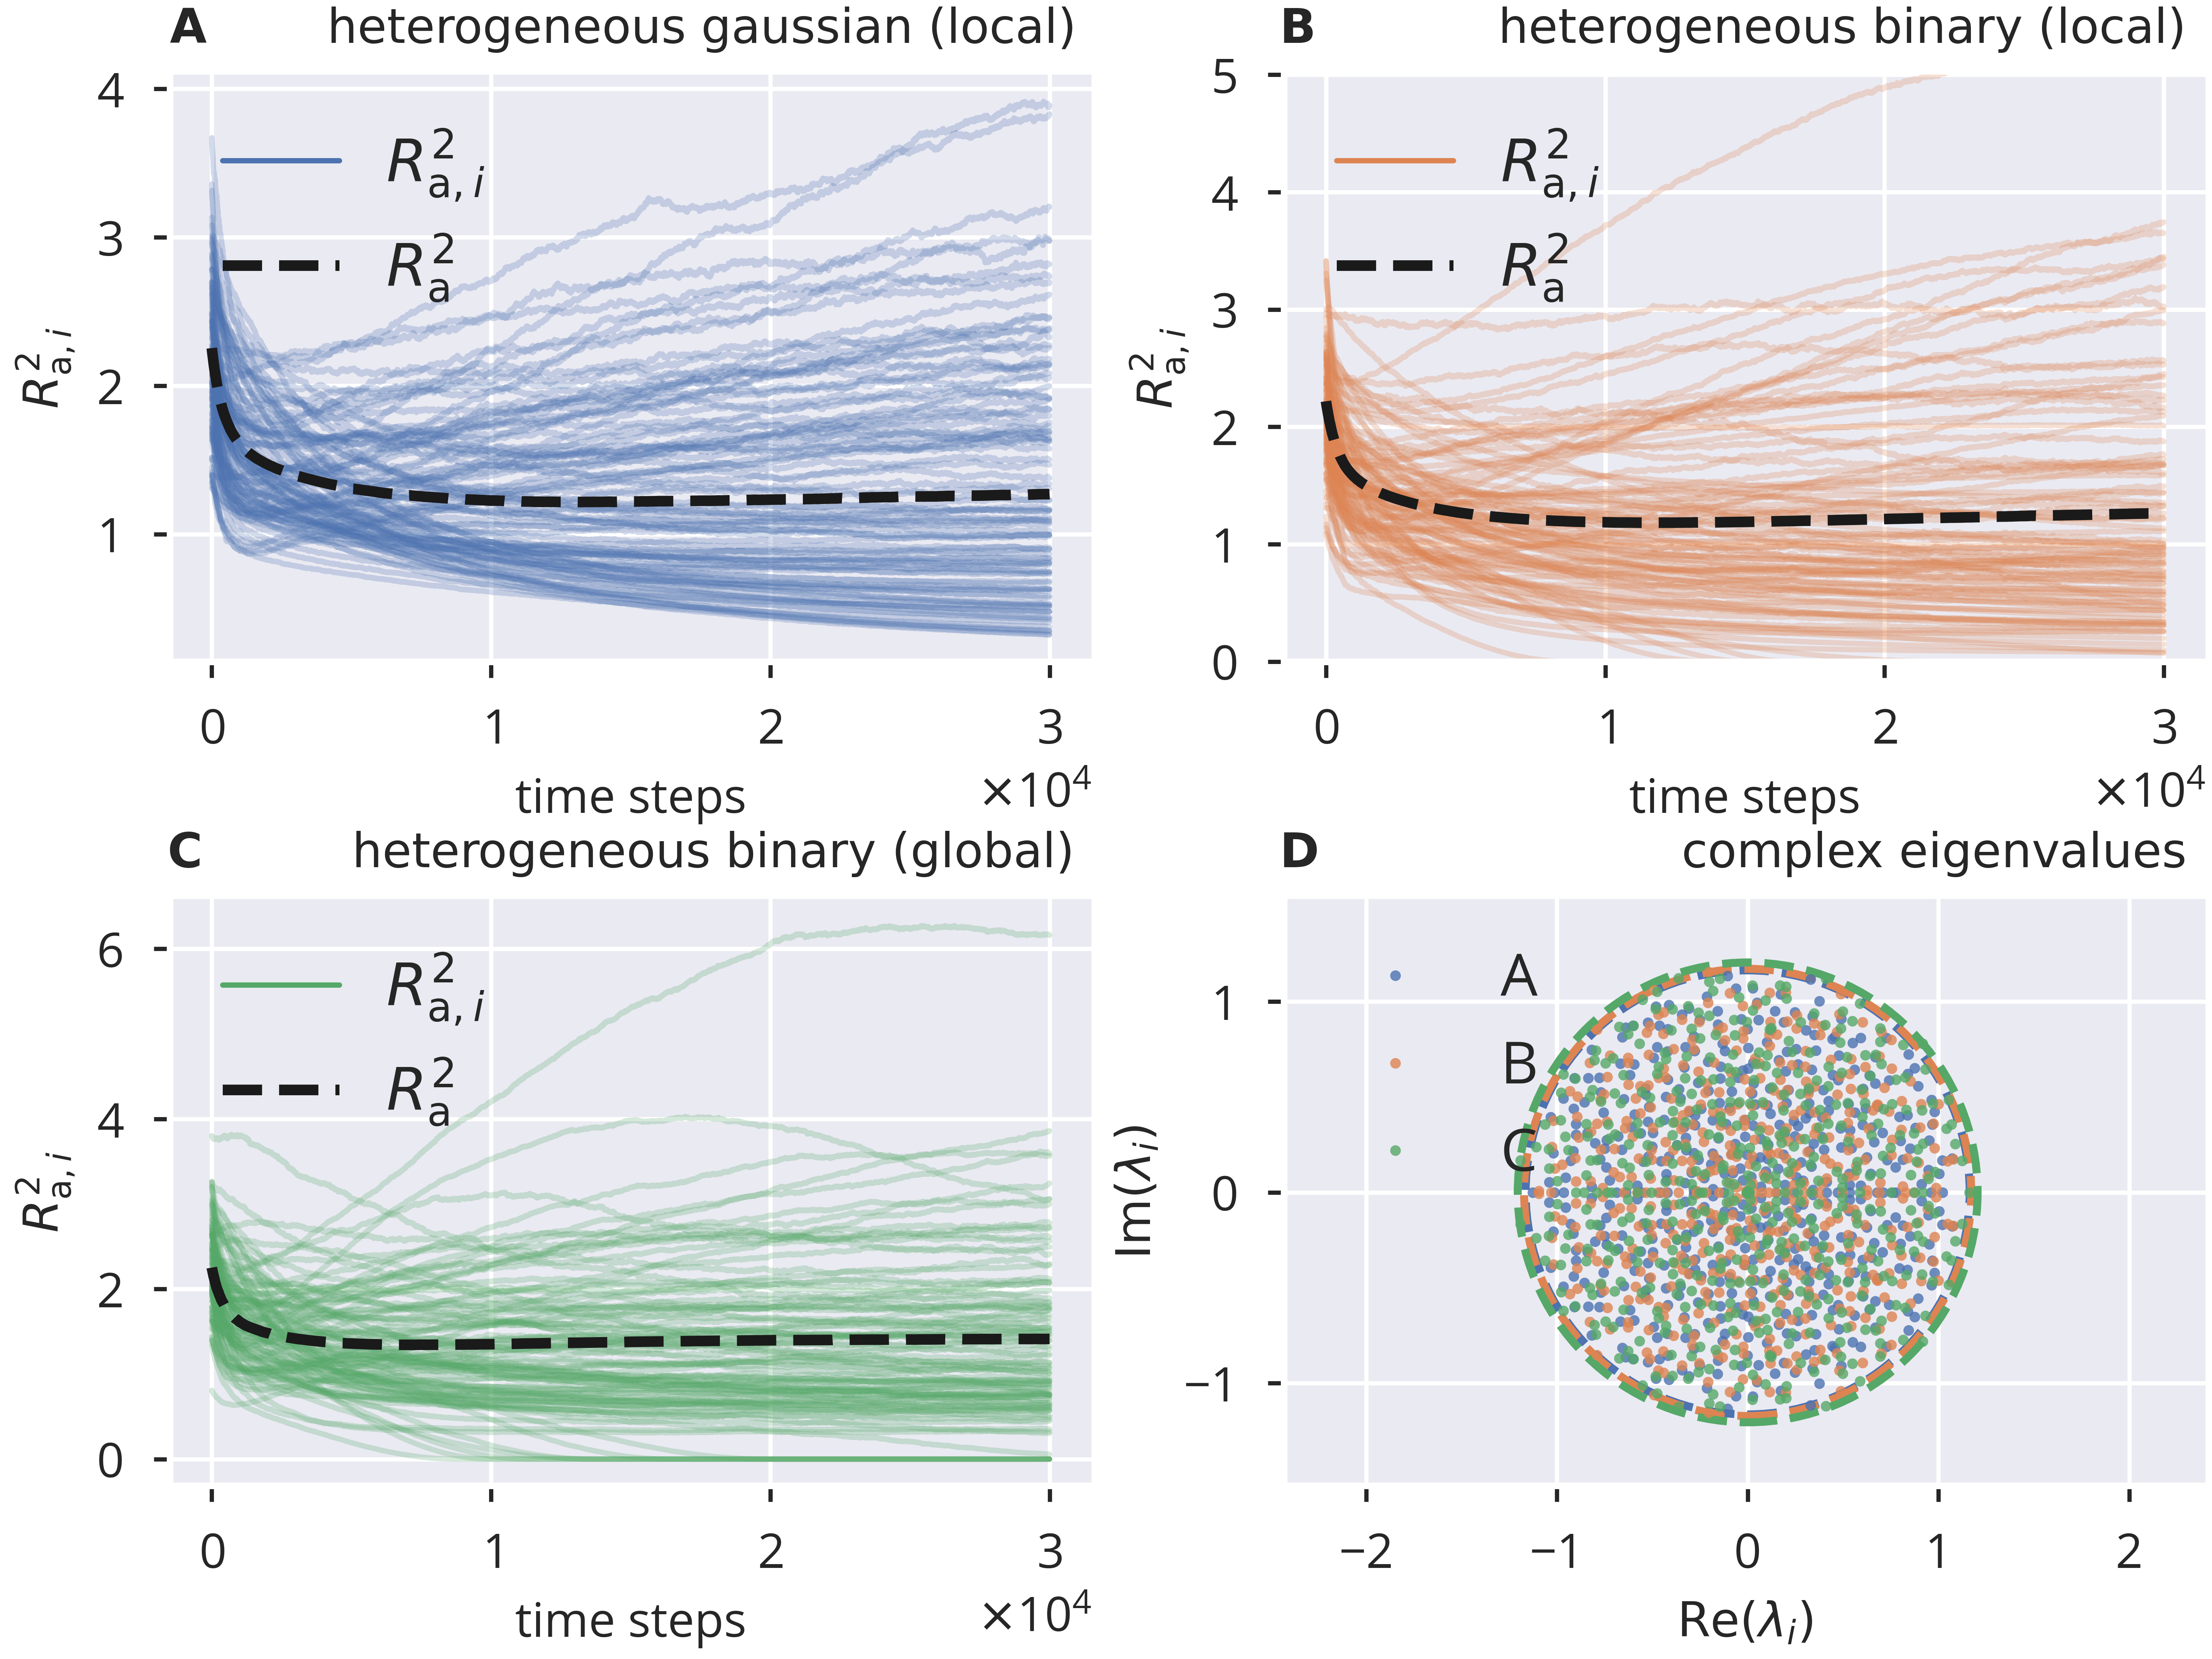 A heterogeneous gaussian (local)
4
3
2
1
R²ₐ,ᵢ
R²ₐ,ᵢ
R²ₐ
0 1 2 3
time steps ×10⁴
B heterogeneous binary (local)
5
4
3
2
1
0
R²ₐ,ᵢ
R²ₐ,ᵢ
R²ₐ
0 1 2 3
time steps ×10⁴
C heterogeneous binary (global)
6
4
2
0
R²ₐ,ᵢ
R²ₐ,ᵢ
R²ₐ
0 1 2 3
time steps ×10⁴
D complex eigenvalues
1
0
−1
Im(λᵢ)
A
B
C
−2 −1 0 1 2
Re(λᵢ)